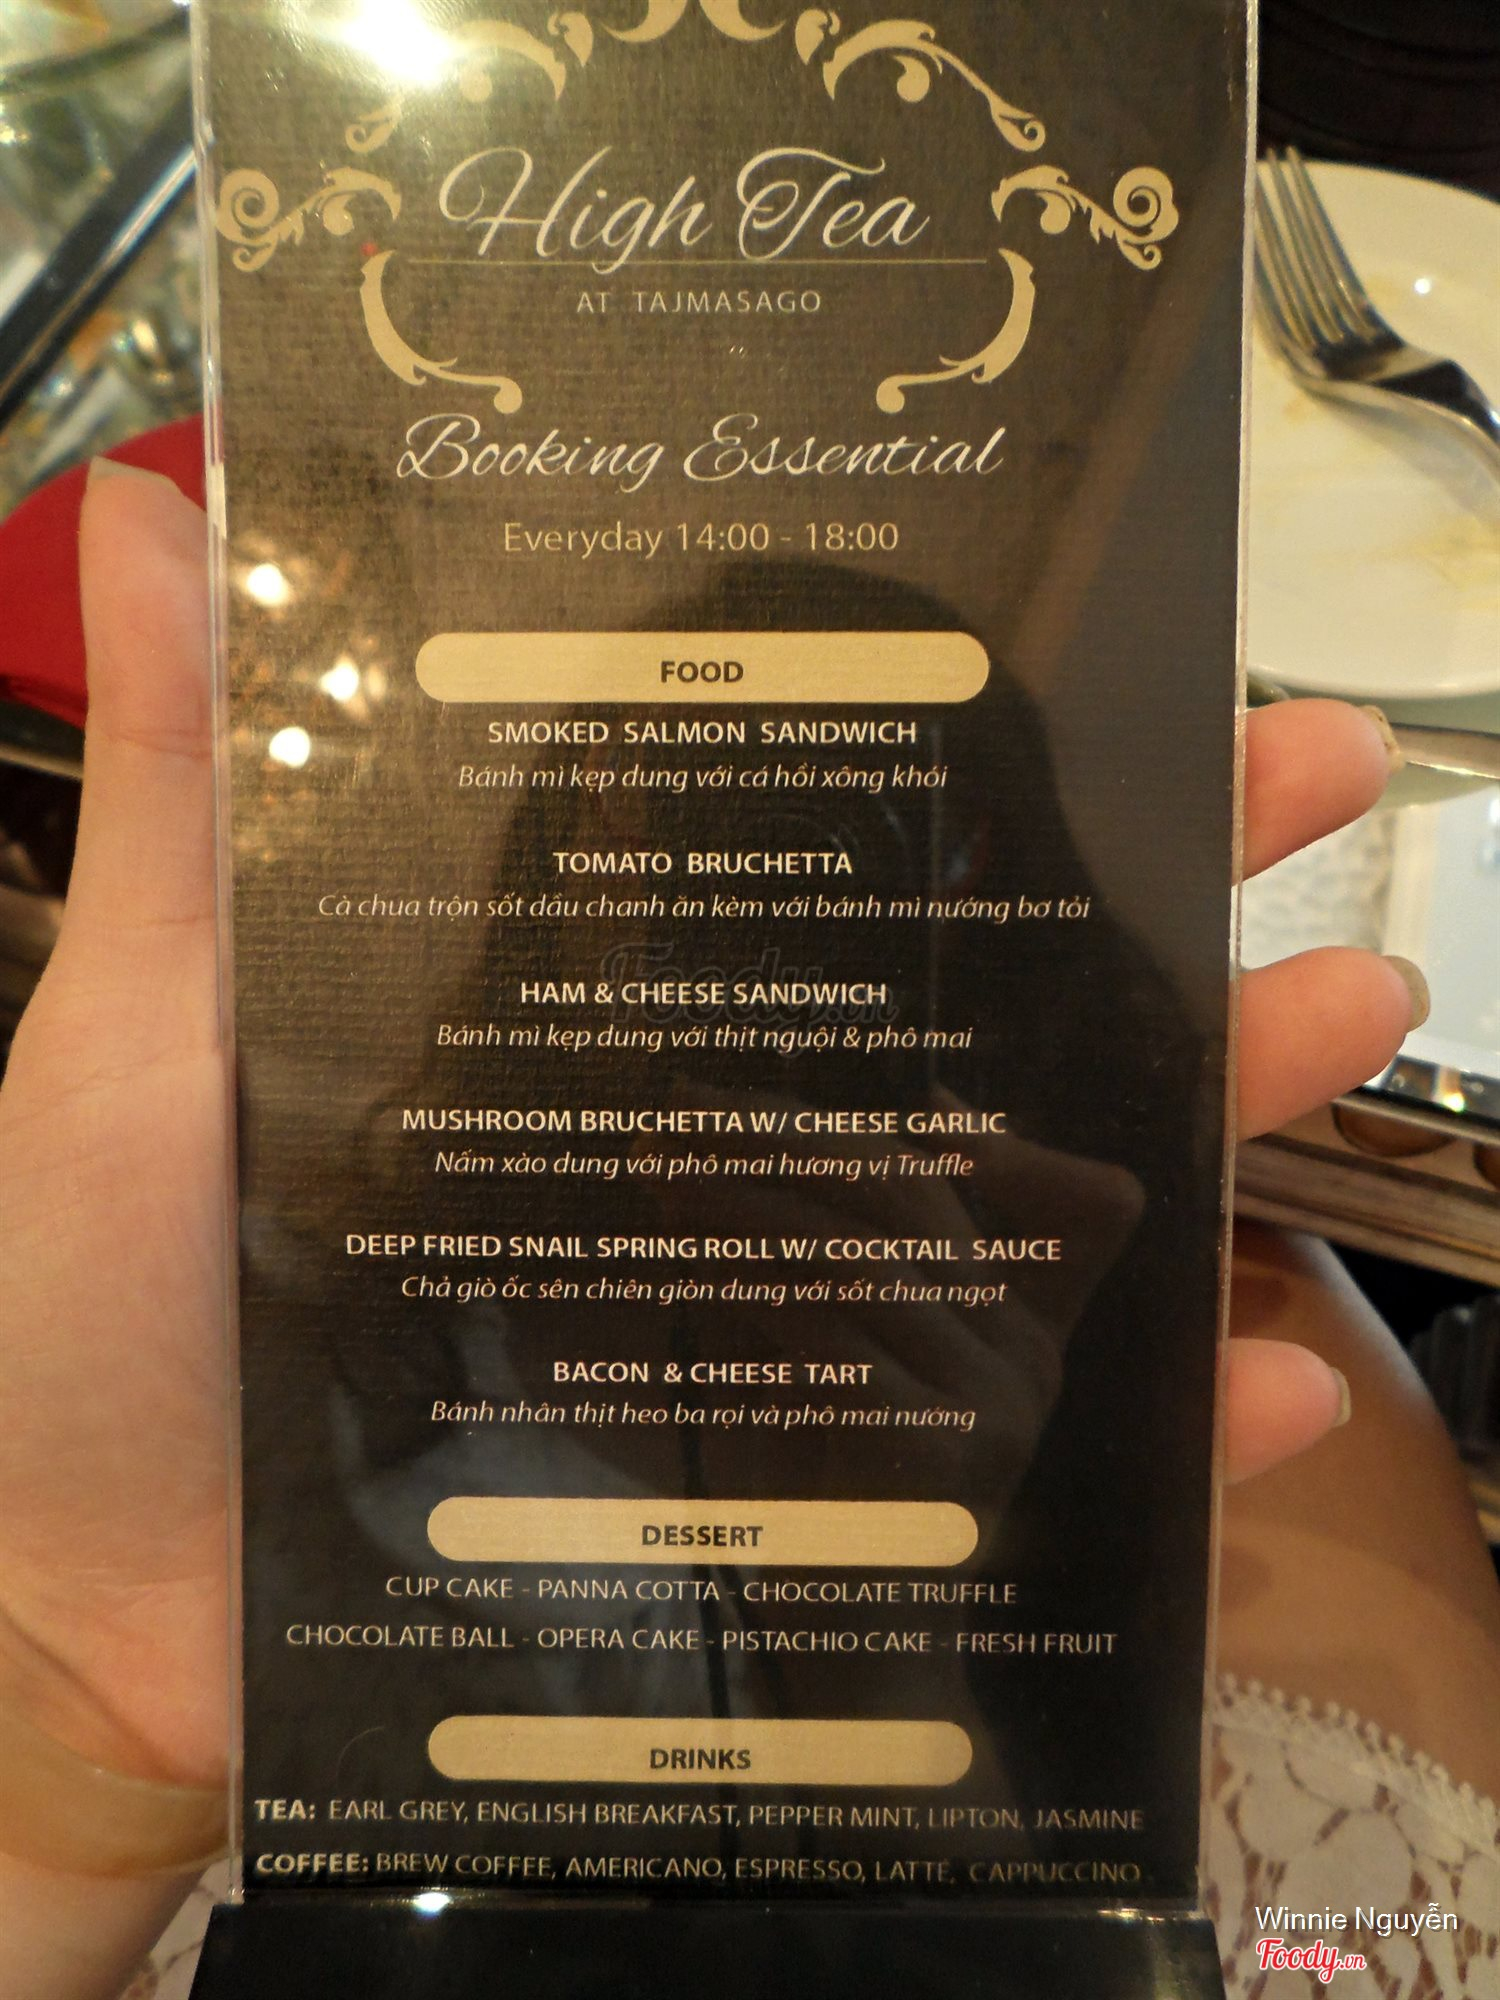 High Tea
AT TAJMASAGO
Booking Essential
Everyday 14:00 - 18:00
FOOD
SMOKED SALMON SANDWICH
Bánh mì kẹp dung với cá hồi xông khói
TOMATO BRUCHETTA
Cà chua trộn sốt dầu chanh ăn kèm với bánh mì nướng bơ tỏi
HAM & CHEESE SANDWICH
Bánh mì kẹp dung với thịt nguội & phô mai
MUSHROOM BRUCHETTA W/ CHEESE GARLIC
Nấm xào dung với phô mai hương vị Truffle
DEEP FRIED SNAIL SPRING ROLL W/ COCKTAIL SAUCE
Chả giò ốc sên chiên giòn dung với sốt chua ngọt
BACON & CHEESE TART
Bánh nhân thịt heo ba rọi và phô mai nướng
DESSERT
CUP CAKE - PANNA COTTA - CHOCOLATE TRUFFLE
CHOCOLATE BALL - OPERA CAKE - PISTACHIO CAKE - FRESH FRUIT
DRINKS
TEA: EARL GREY, ENGLISH BREAKFAST, PEPPER MINT, LIPTON, JASMINE
COFFEE: BREW COFFEE, AMERICANO, ESPRESSO, LATTE, CAPPUCCINO
Foody.vn
Winnie Nguyễn
Foody.vn